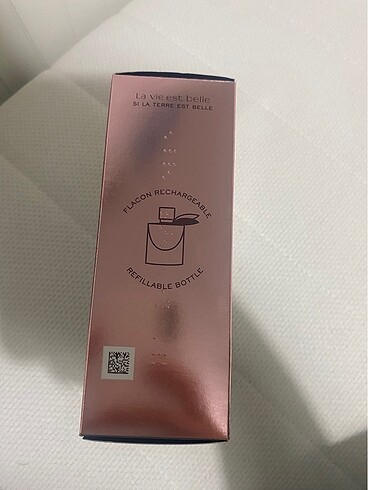 La vie est belle
SI LA TERRE EST BELLE
FLACON RECHARGEABLE
REFILLABLE BOTTLE